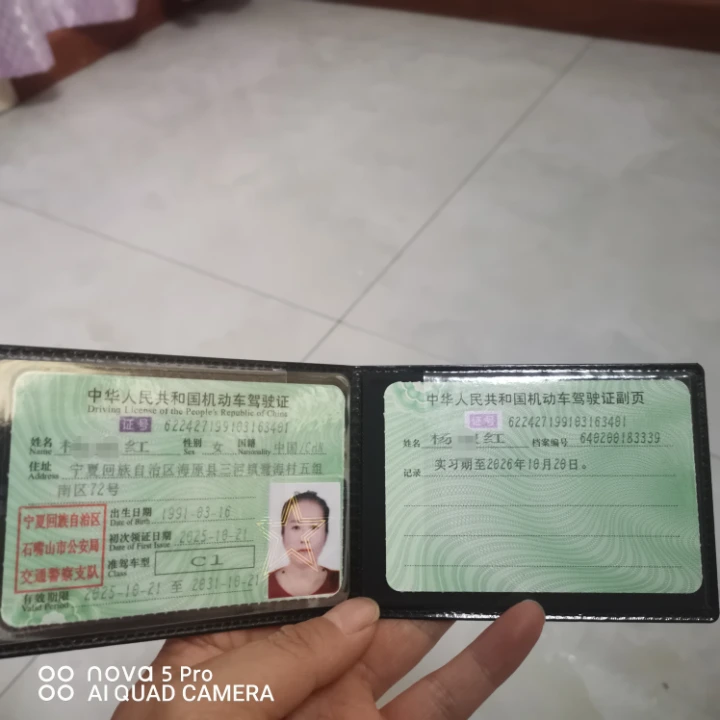 中华人民共和国机动车驾驶证
Driving License of the People's Republic of China
证号 622427199103163481
姓名 红 性别 女 国籍 中国
Name Sex Nationality
住址 宁夏回族自治区海原县三河镇
Address
南区72号
宁夏回族自治区
石嘴山市公安局
交通警察支队
出生日期 1991-03-16
Date of Birth
初次领证日期 2025-10-21
Date of First Issue
准驾车型 C1
Class
有效期限 2025-10-21 至 2031-10-21
Valid Period
中华人民共和国机动车驾驶证副页
证号 622427199103163481
姓名 杨 红 档案编号 640200183339
Name
记录 实习期至2026年10月20日。
nova 5 Pro
AI QUAD CAMERA